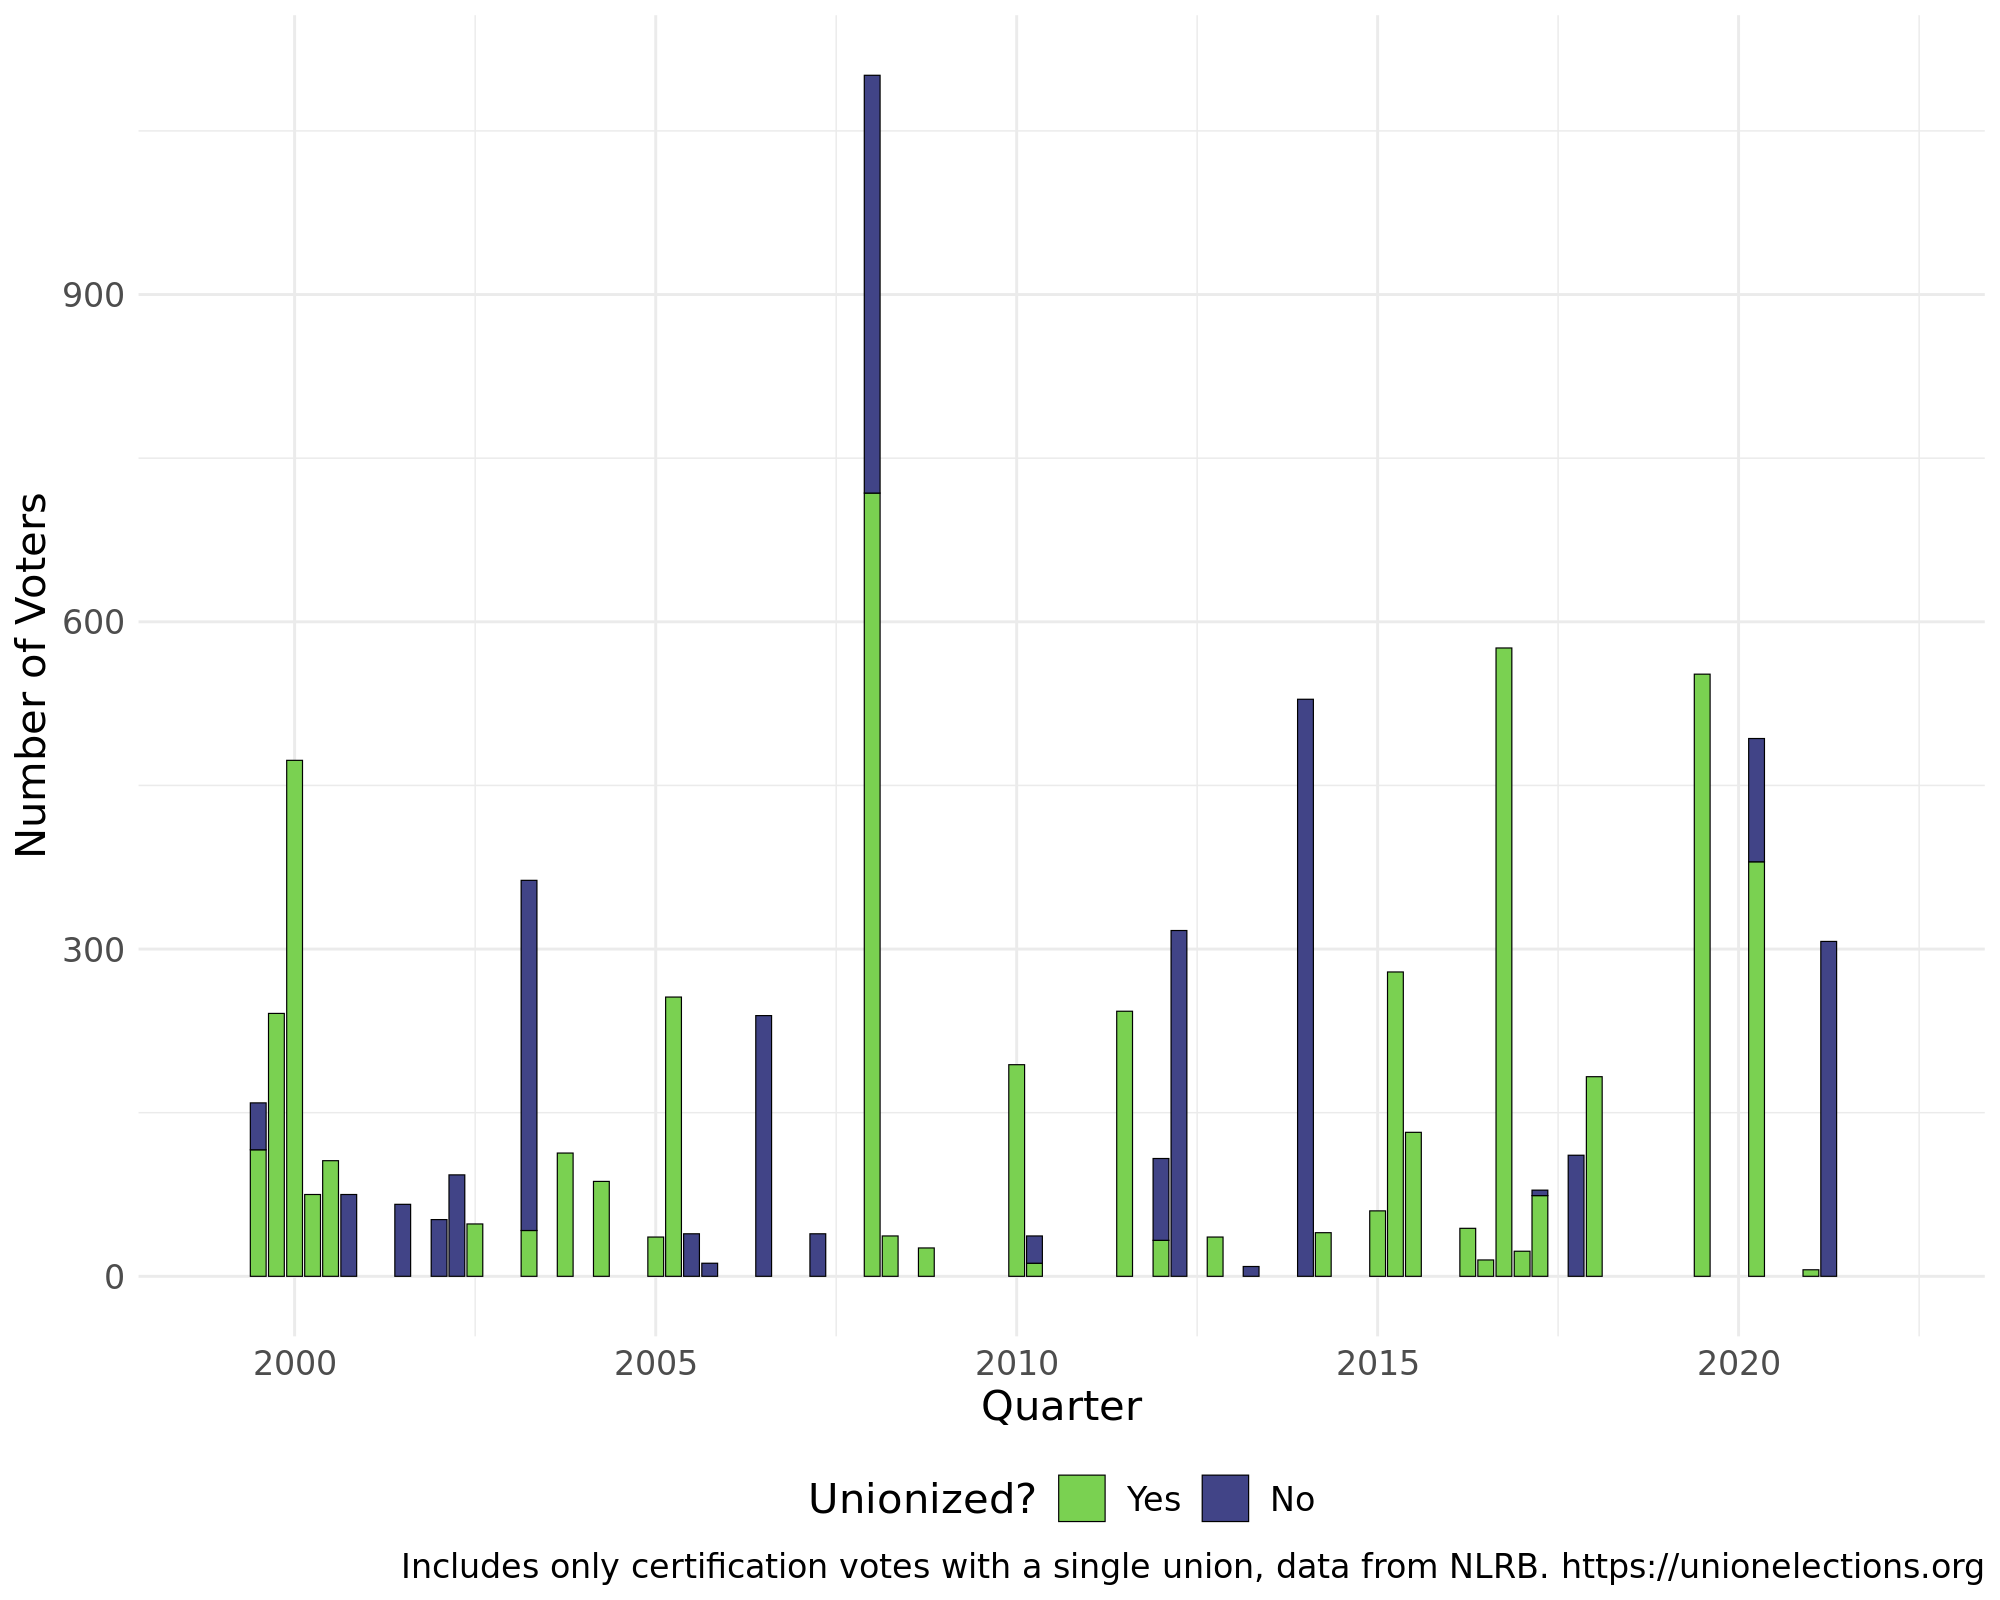 Number of Voters
900
600
300
0
2000 2005 2010 2015 2020
Quarter
Unionized? Yes No
Includes only certification votes with a single union, data from NLRB. https://unionelections.org